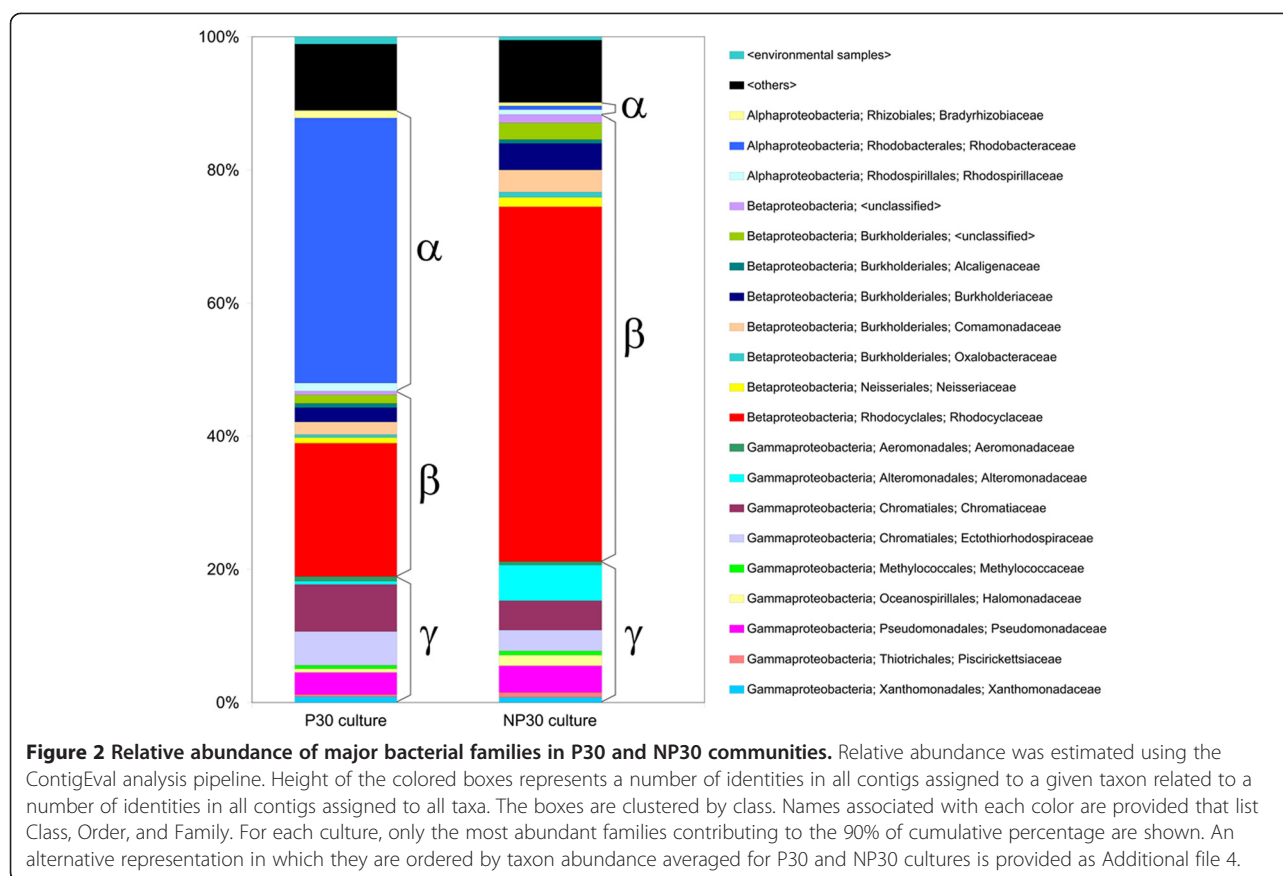 100%
80%
60%
40%
20%
0%
α
β
γ
α
β
γ
P30 culture
NP30 culture
<environmental samples>
<others>
Alphaproteobacteria; Rhizobiales; Bradyrhizobiaceae
Alphaproteobacteria; Rhodobacterales; Rhodobacteraceae
Alphaproteobacteria; Rhodospirillales; Rhodospirillaceae
Betaproteobacteria; <unclassified>
Betaproteobacteria; Burkholderiales; <unclassified>
Betaproteobacteria; Burkholderiales; Alcaligenaceae
Betaproteobacteria; Burkholderiales; Burkholderiaceae
Betaproteobacteria; Burkholderiales; Comamonadaceae
Betaproteobacteria; Burkholderiales; Oxalobacteraceae
Betaproteobacteria; Neisseriales; Neisseriaceae
Betaproteobacteria; Rhodocyclales; Rhodocyclaceae
Gammaproteobacteria; Aeromonadales; Aeromonadaceae
Gammaproteobacteria; Alteromonadales; Alteromonadaceae
Gammaproteobacteria; Chromatiales; Chromatiaceae
Gammaproteobacteria; Chromatiales; Ectothiorhodospiraceae
Gammaproteobacteria; Methylococcales; Methylococcaceae
Gammaproteobacteria; Oceanospirillales; Halomonadaceae
Gammaproteobacteria; Pseudomonadales; Pseudomonadaceae
Gammaproteobacteria; Thiotrichales; Piscirickettsiaceae
Gammaproteobacteria; Xanthomonadales; Xanthomonadaceae
Figure 2 Relative abundance of major bacterial families in P30 and NP30 communities. Relative abundance was estimated using the
ContigEval analysis pipeline. Height of the colored boxes represents a number of identities in all contigs assigned to a given taxon related to a
number of identities in all contigs assigned to all taxa. The boxes are clustered by class. Names associated with each color are provided that list
Class, Order, and Family. For each culture, only the most abundant families contributing to the 90% of cumulative percentage are shown. An
alternative representation in which they are ordered by taxon abundance averaged for P30 and NP30 cultures is provided as Additional file 4.